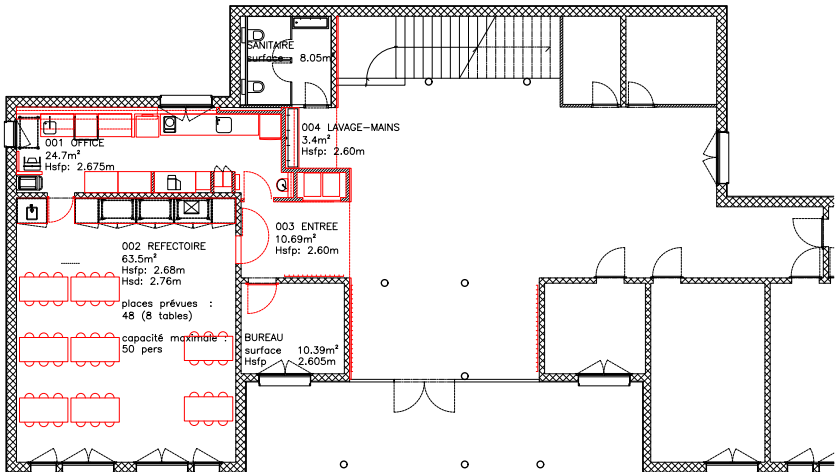 SANITAIRE
surface 8.05m²
004 LAVAGE-MAINS
3.4m²
Hsfp: 2.60m
001 OFFICE
24.7m²
Hsfp: 2.675m
003 ENTREE
10.69m²
Hsfp: 2.60m
002 REFECTOIRE
63.5m²
Hsfp: 2.68m
Hsd: 2.76m
places prévues :
48 (8 tables)
capacité maximale :
50 pers
BUREAU
surface 10.39m²
Hsfp 2.605m